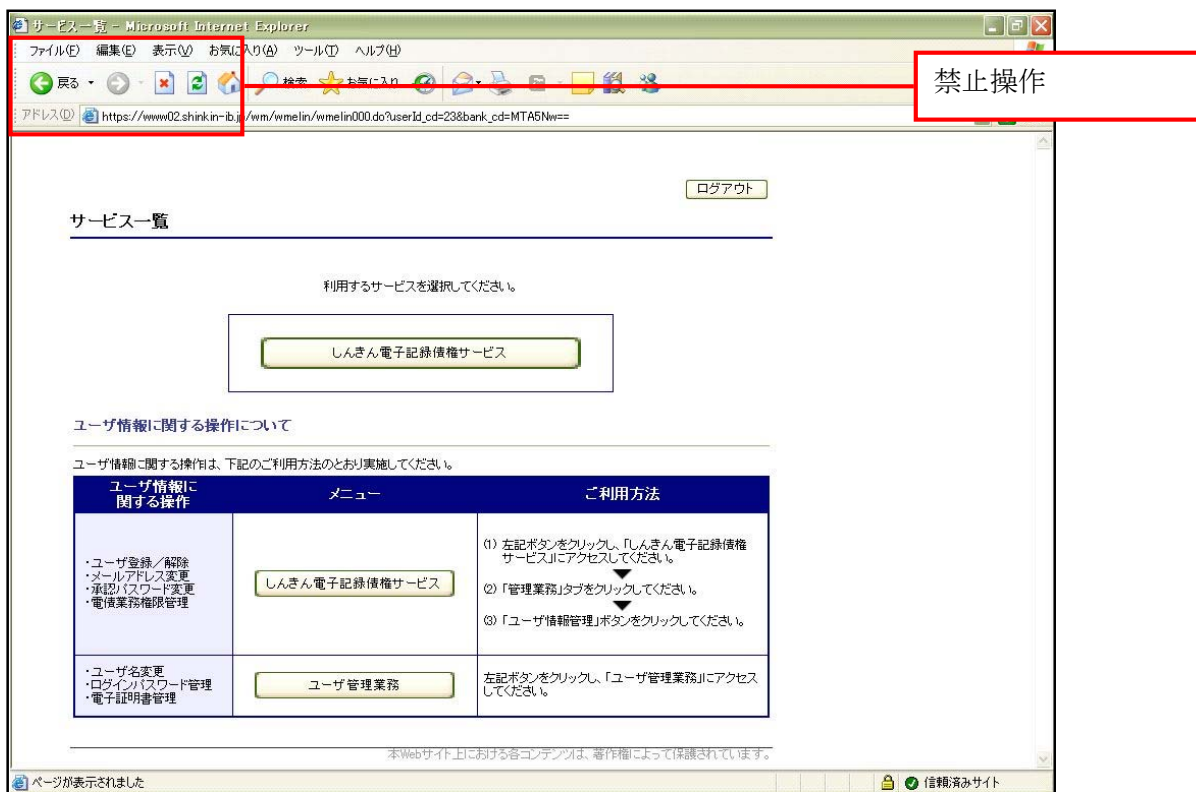 サービス一覧 - Microsoft Internet Explorer
ファイル(F) 編集(E) 表示(V) お気に入り(A) ツール(T) ヘルプ(H)
戻る 検索 お気に入り
禁止操作
アドレス(D) https://www02.shinkin-ib.jp/wm/wmelin/wmelin000.do?userId_cd=23&bank_cd=MTA5Nw==
ログアウト
サービス一覧
利用するサービスを選択してください。
しんきん電子記録債権サービス
ユーザ情報に関する操作について
ユーザ情報に関する操作は、下記のご利用方法のとおり実施してください。
ユーザ情報に
関する操作
メニュー
ご利用方法
・ユーザ登録／解除
・メールアドレス変更
・承認パスワード変更
・電債業務権限管理
しんきん電子記録債権サービス
(1) 左記ボタンをクリックし、「しんきん電子記録債権
サービス」にアクセスしてください。
(2) 「管理業務」タブをクリックしてください。
(3) 「ユーザ情報管理」ボタンをクリックしてください。
・ユーザ名変更
・ログインパスワード管理
・電子証明書管理
ユーザ管理業務
左記ボタンをクリックし、「ユーザ管理業務」にアクセス
してください。
本Webサイト上における各コンテンツは、著作権によって保護されています。
ページが表示されました
信頼済みサイト